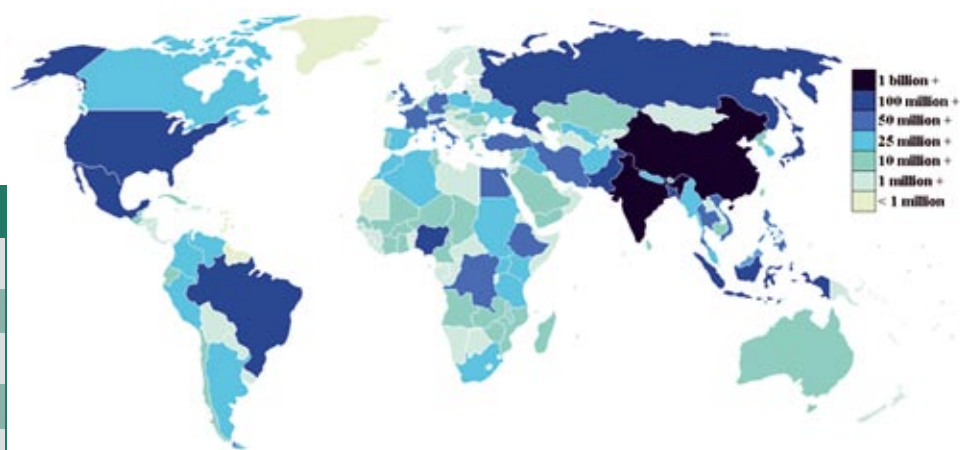 1 billion +
100 million +
50 million +
25 million +
10 million +
1 million +
< 1 million